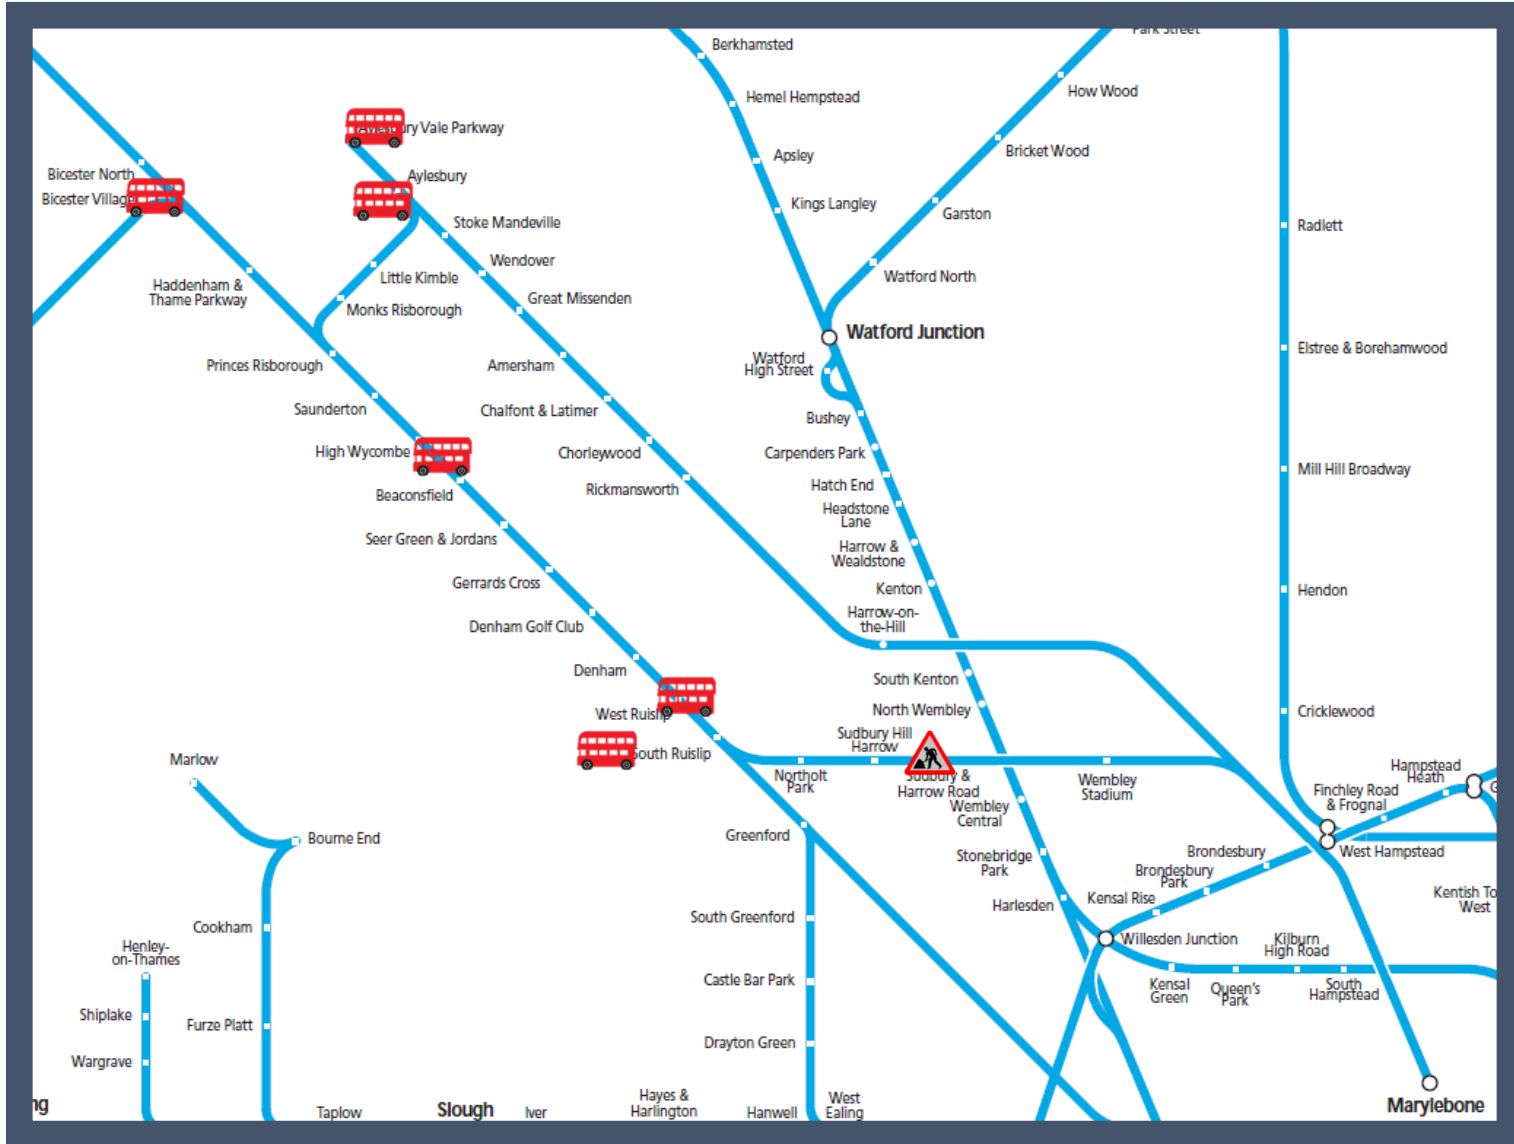 Berkhamsted
Park Street
Hemel Hempstead
How Wood
Aylesbury Vale Parkway
Bricket Wood
Apsley
Bicester North
Aylesbury
Bicester Village
Kings Langley
Garston
Stoke Mandeville
Radlett
Wendover
Little Kimble
Watford North
Haddenham &
Thame Parkway
Great Missenden
Monks Risborough
Watford Junction
Elstree & Borehamwood
Watford
High Street
Princes Risborough
Amersham
Saunderton
Chalfont & Latimer
Bushey
High Wycombe
Chorleywood
Carpenders Park
Mill Hill Broadway
Beaconsfield
Rickmansworth
Hatch End
Headstone
Lane
Seer Green & Jordans
Harrow &
Wealdstone
Gerrards Cross
Kenton
Hendon
Harrow-on-
the-Hill
Denham Golf Club
Denham
South Kenton
West Ruislip
North Wembley
Cricklewood
Sudbury Hill
Harrow
South Ruislip
Marlow
Northolt
Park
Sudbury &
Harrow Road
Wembley
Stadium
Hampstead
Heath
G
Finchley Road
& Frognal
Wembley
Central
Bourne End
Greenford
West Hampstead
Stonebridge
Park
Brondesbury
Brondesbury
Park
Kensal Rise
Kentish To
West
Harlesden
South Greenford
Cookham
Willesden Junction
Kilburn
High Road
Henley-
on-Thames
Castle Bar Park
Kensal
Green
Queen's
Park
South
Hampstead
Shiplake
Furze Platt
Drayton Green
Wargrave
ng
Taplow
Slough
Iver
Hayes &
Harlington
Hanwell
West
Ealing
Marylebone